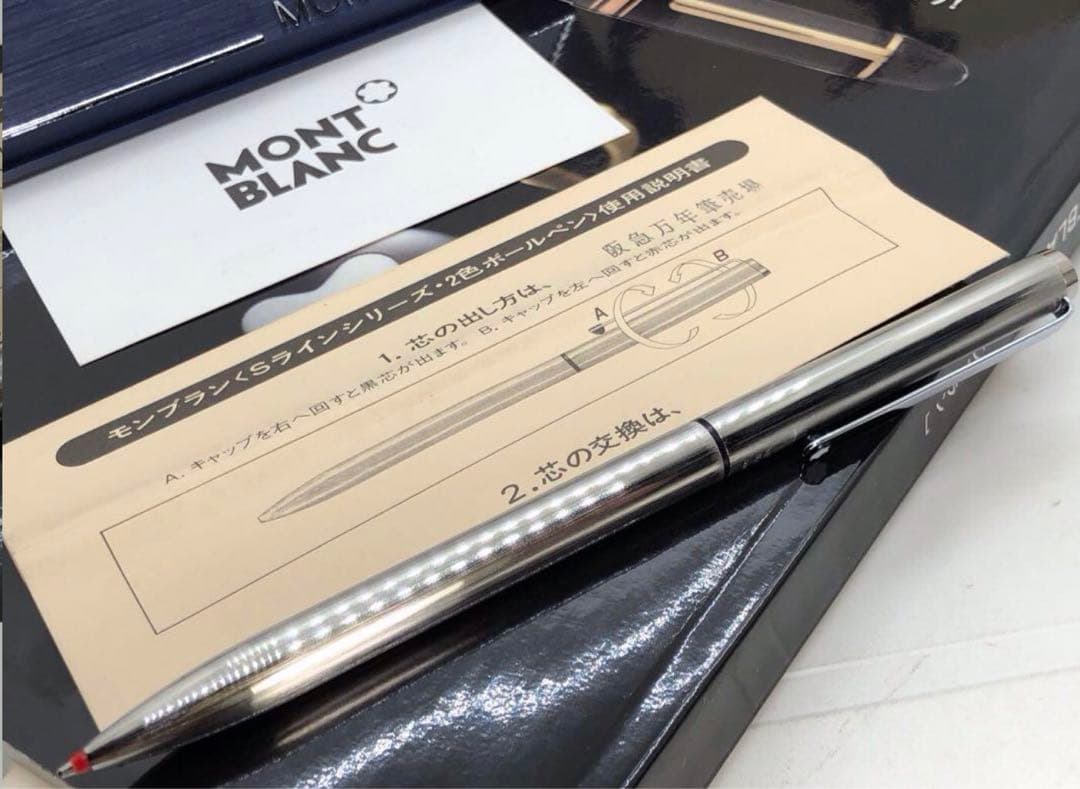 MONT
BLANC
モンブラン〈Sラインシリーズ・2色ボールペン〉使用説明書
阪急万年筆売場
1. 芯の出し方は、
A. キャップを右へ回すと黒芯が出ます。 B. キャップを左へ回すと赤芯が出ます。
A
B
2.芯の交換は、